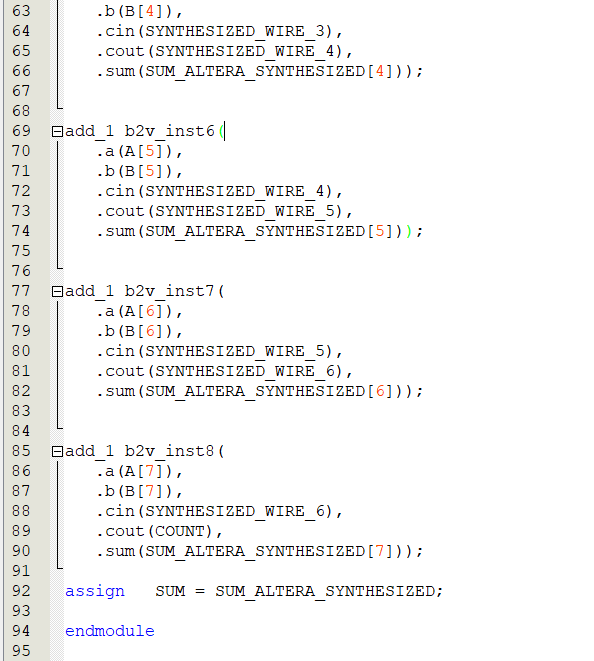 63 .b(B[4]),
64 .cin(SYNTHESIZED_WIRE_3),
65 .cout(SYNTHESIZED_WIRE_4),
66 .sum(SUM_ALTERA_SYNTHESIZED[4]));
67
68
69 add_1 b2v_inst6(
70 .a(A[5]),
71 .b(B[5]),
72 .cin(SYNTHESIZED_WIRE_4),
73 .cout(SYNTHESIZED_WIRE_5),
74 .sum(SUM_ALTERA_SYNTHESIZED[5]));
75
76
77 add_1 b2v_inst7(
78 .a(A[6]),
79 .b(B[6]),
80 .cin(SYNTHESIZED_WIRE_5),
81 .cout(SYNTHESIZED_WIRE_6),
82 .sum(SUM_ALTERA_SYNTHESIZED[6]));
83
84
85 add_1 b2v_inst8(
86 .a(A[7]),
87 .b(B[7]),
88 .cin(SYNTHESIZED_WIRE_6),
89 .cout(COUNT),
90 .sum(SUM_ALTERA_SYNTHESIZED[7]));
91
92 assign SUM = SUM_ALTERA_SYNTHESIZED;
93
94 endmodule
95